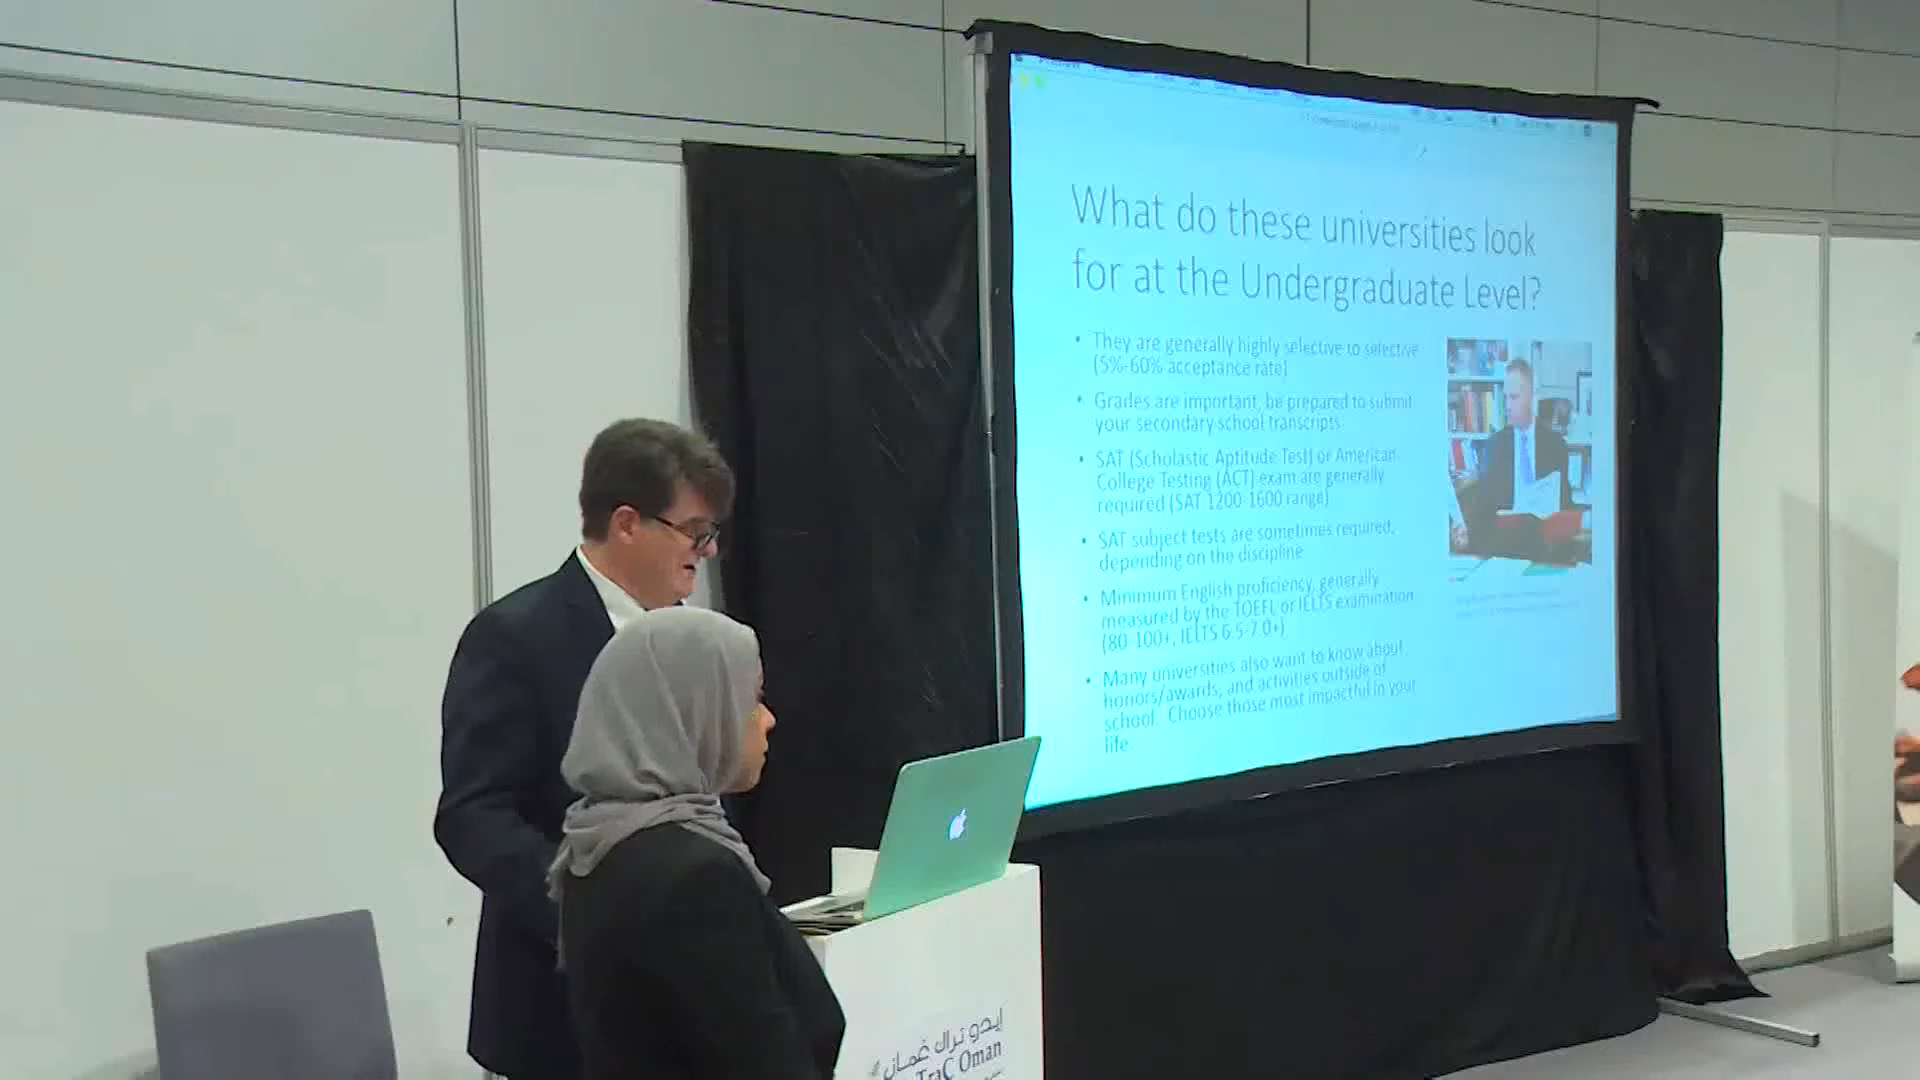 What do these universities look
for at the Undergraduate Level?
• They are generally highly selective to selective
(5%-60% acceptance rate)
• Grades are important, be prepared to submit
your secondary school transcripts
• SAT (Scholastic Aptitude Test) or American
College Testing (ACT) exam are generally
required (SAT 1200-1600 range)
• SAT subject tests are sometimes required,
depending on the discipline
• Minimum English proficiency, generally
measured by the TOEFL or IELTS examination
(80-100+, IELTS 6.5-7.0+)
• Many universities also want to know about
honors/awards, and activities outside of
school. Choose those most impactful in your
life
إيدو تراك عُمان
TraC Oman